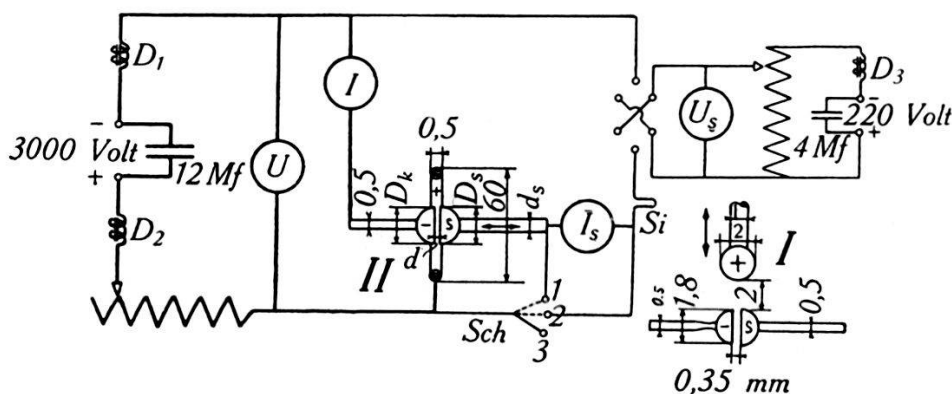 D1
I
0,5
D3
3000 Volt
12 Mf
U
Us
220 Volt
4 Mf
0,5
Dk
Ds
60
ds
Is
Si
D2
d
II
1
2
3
Sch
2
I
2
0.5
1,8
0,5
s
s
0,35 mm